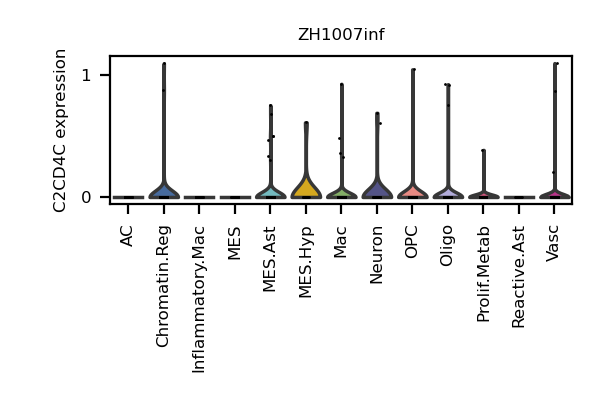 ZH1007inf
C2CD4C expression
1
0
AC
Chromatin.Reg
Inflammatory.Mac
MES
MES.Ast
MES.Hyp
Mac
Neuron
OPC
Oligo
Prolif.Metab
Reactive.Ast
Vasc